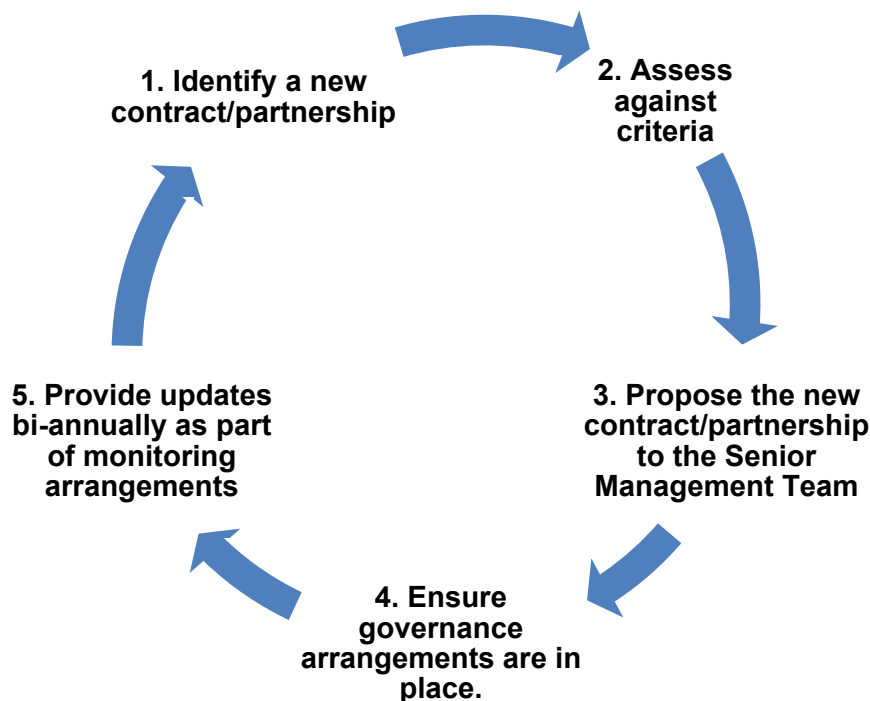 1. Identify a new
contract/partnership
2. Assess
against
criteria
3. Propose the new
contract/partnership
to the Senior
Management Team
4. Ensure
governance
arrangements are in
place.
5. Provide updates
bi-annually as part
of monitoring
arrangements